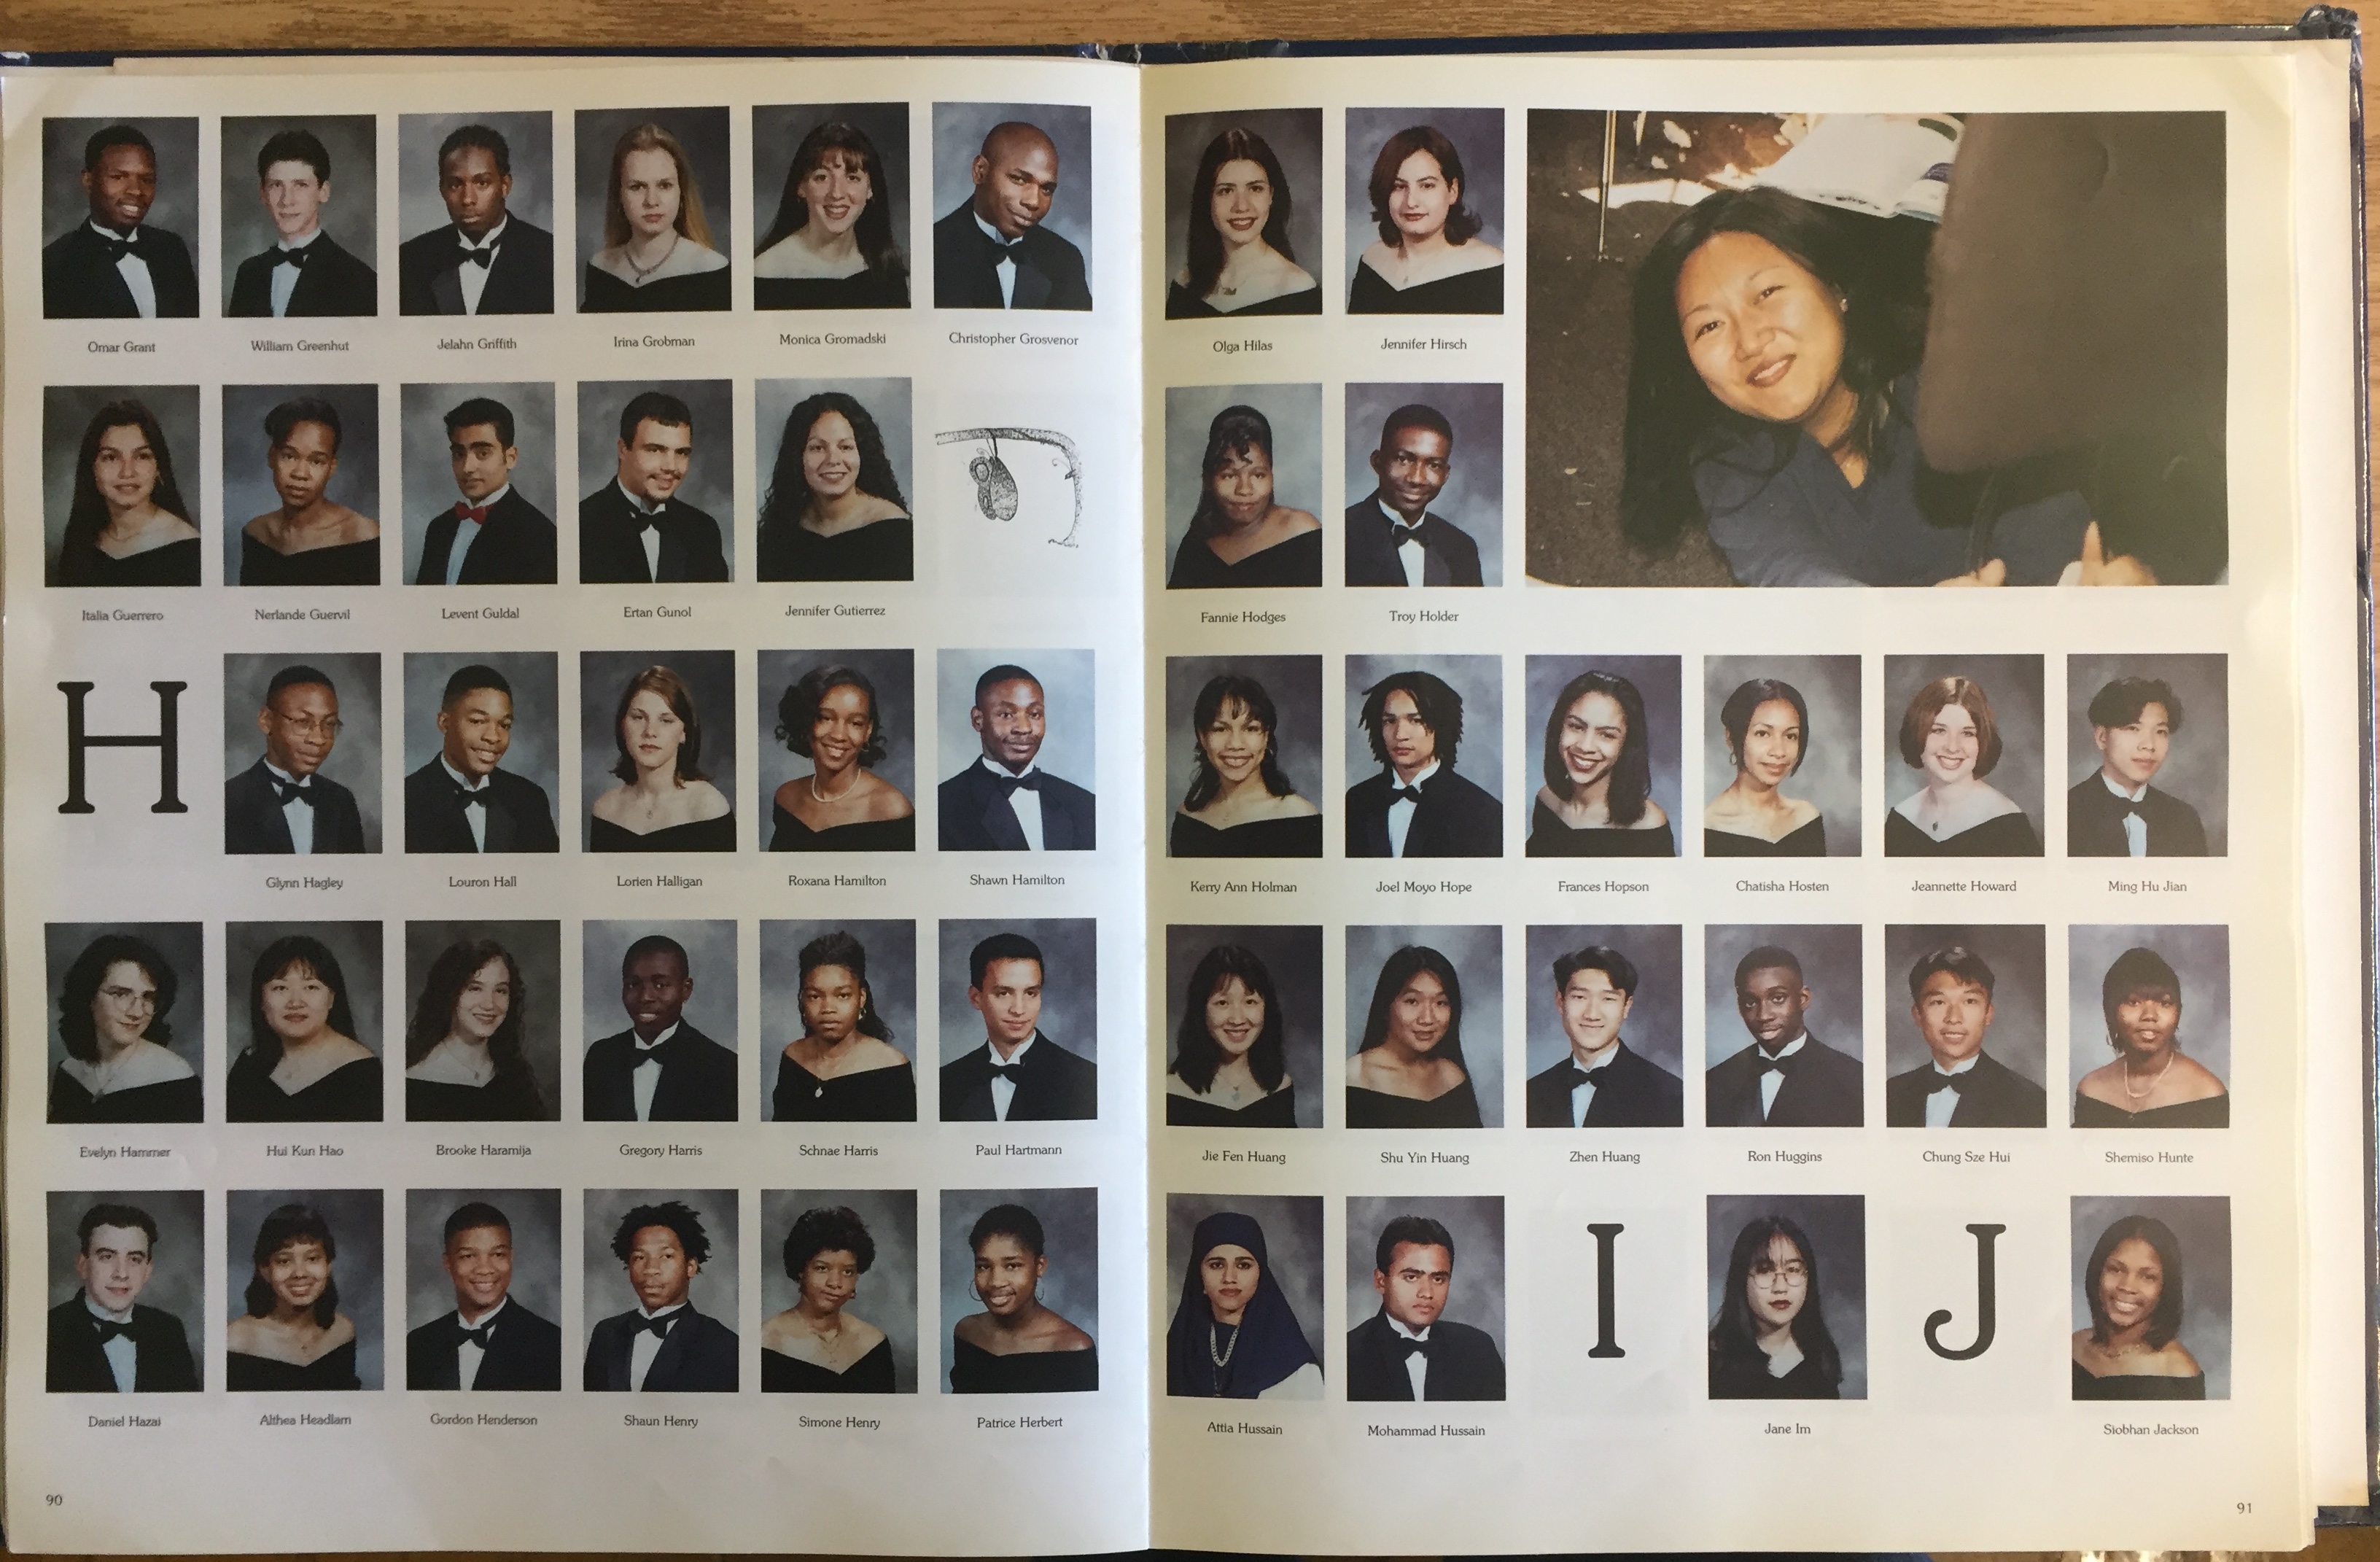 Omar Grant
William Greenhut
Jelahn Griffith
Irina Grobman
Monica Gromadski
Christopher Grosvenor
Italia Guerrero
Nerlande Guervil
Levent Guldal
Ertan Gunol
Jennifer Gutierrez
H
Glynn Hagley
Louron Hall
Lorien Halligan
Roxana Hamilton
Shawn Hamilton
Evelyn Hammer
Hui Kun Hao
Brooke Haramija
Gregory Harris
Schnae Harris
Paul Hartmann
Daniel Hazai
Althea Headlam
Gordon Henderson
Shaun Henry
Simone Henry
Patrice Herbert
90
Olga Hilas
Jennifer Hirsch
Fannie Hodges
Troy Holder
Kerry Ann Holman
Joel Moyo Hope
Frances Hopson
Chatisha Hosten
Jeannette Howard
Ming Hu Jian
Jie Fen Huang
Shu Yin Huang
Zhen Huang
Ron Huggins
Chung Sze Hui
Shemiso Hunte
Attia Hussain
Mohammad Hussain
I
Jane Im
J
Siobhan Jackson
91